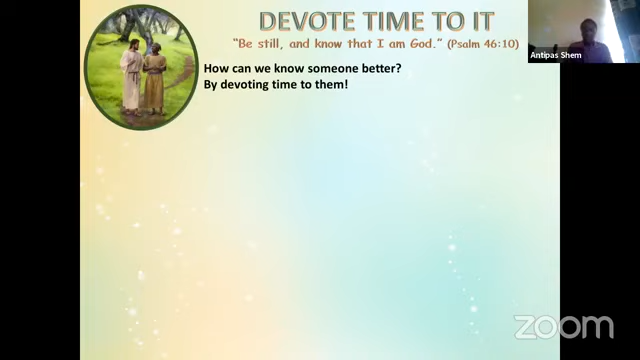 DEVOTE TIME TO IT
"Be still, and know that I am God." (Psalm 46:10)
How can we know someone better?
By devoting time to them!
Antipas Shem
zoom